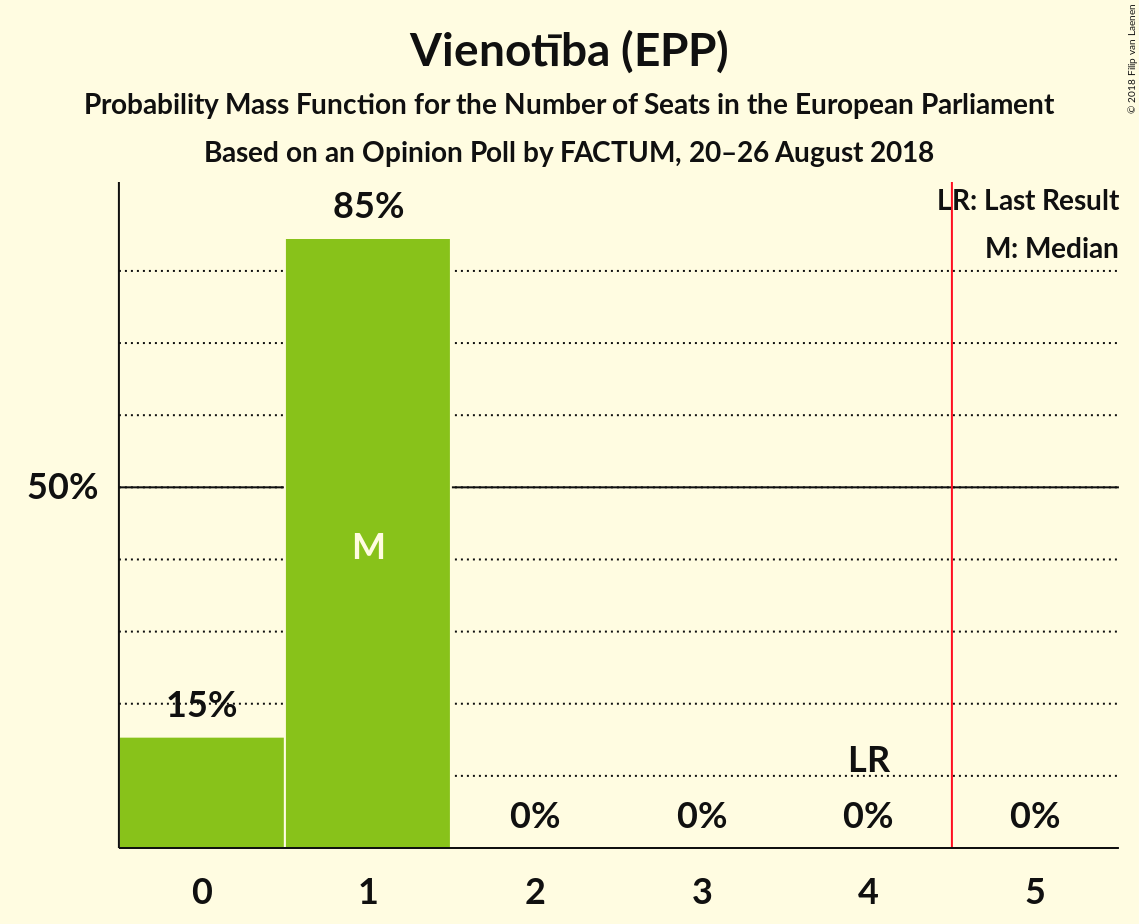 Vienotība (EPP)
Probability Mass Function for the Number of Seats in the European Parliament
Based on an Opinion Poll by FACTUM, 20–26 August 2018
© 2018 Filip van Laenen
LR: Last Result
M: Median
85%
50%
M
15%
LR
0%
0%
0%
0%
0
1
2
3
4
5